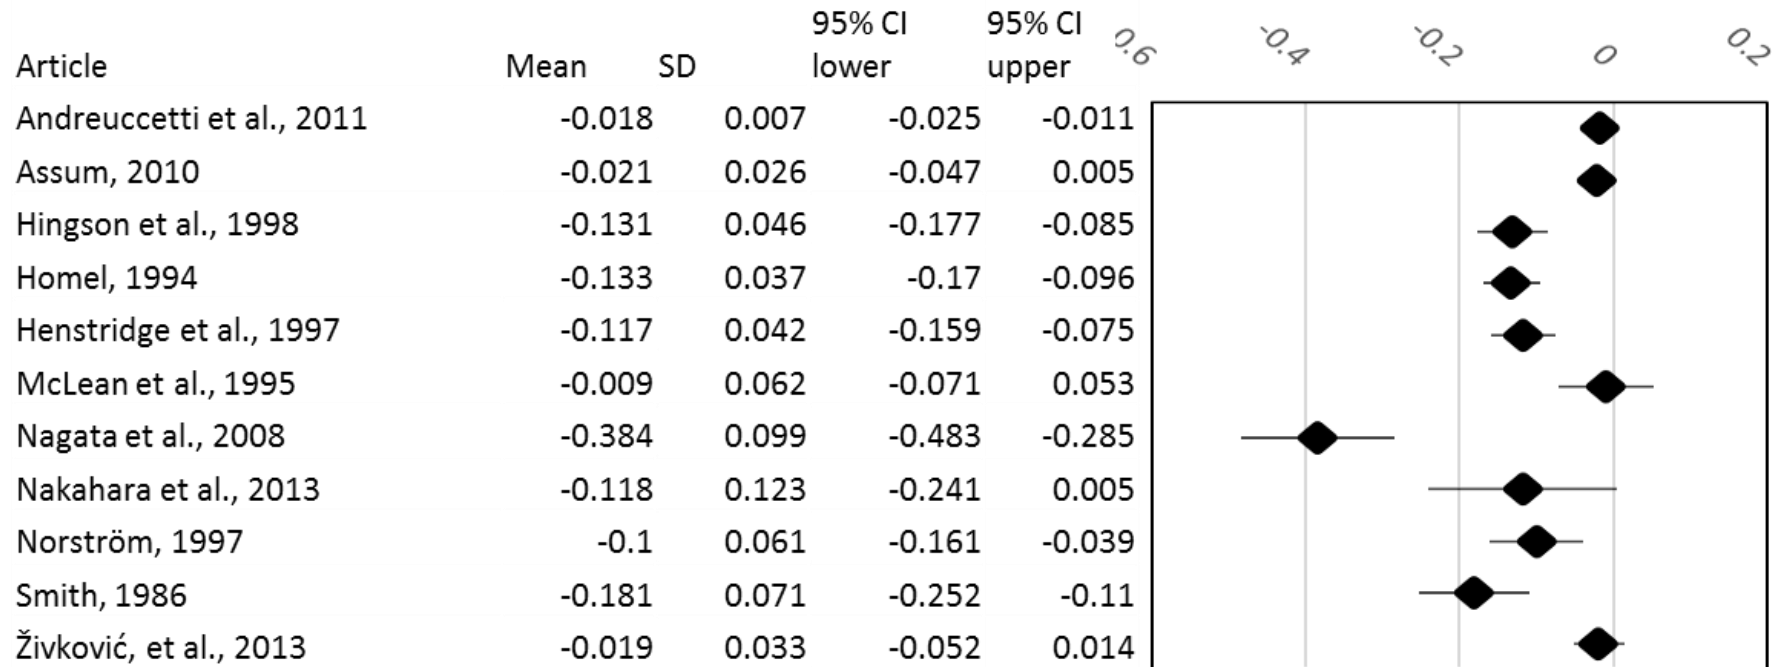 95% CI 95% CI
Article Mean SD lower upper 0.6 -0.4 -0.2 0 0.2
Andreuccetti et al., 2011 -0.018 0.007 -0.025 -0.011
Assum, 2010 -0.021 0.026 -0.047 0.005
Hingson et al., 1998 -0.131 0.046 -0.177 -0.085
Homel, 1994 -0.133 0.037 -0.17 -0.096
Henstridge et al., 1997 -0.117 0.042 -0.159 -0.075
McLean et al., 1995 -0.009 0.062 -0.071 0.053
Nagata et al., 2008 -0.384 0.099 -0.483 -0.285
Nakahara et al., 2013 -0.118 0.123 -0.241 0.005
Norström, 1997 -0.1 0.061 -0.161 -0.039
Smith, 1986 -0.181 0.071 -0.252 -0.11
Živković, et al., 2013 -0.019 0.033 -0.052 0.014